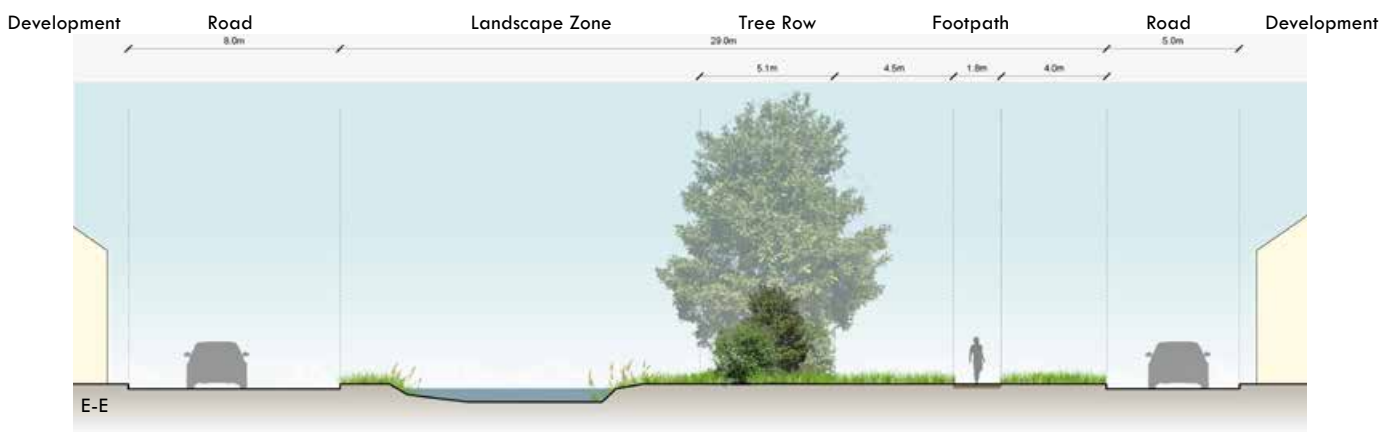 Development Road Landscape Zone Tree Row Footpath Road Development
8.0m 29.0m 5.0m
5.1m 4.5m 1.8m 4.0m
E-E